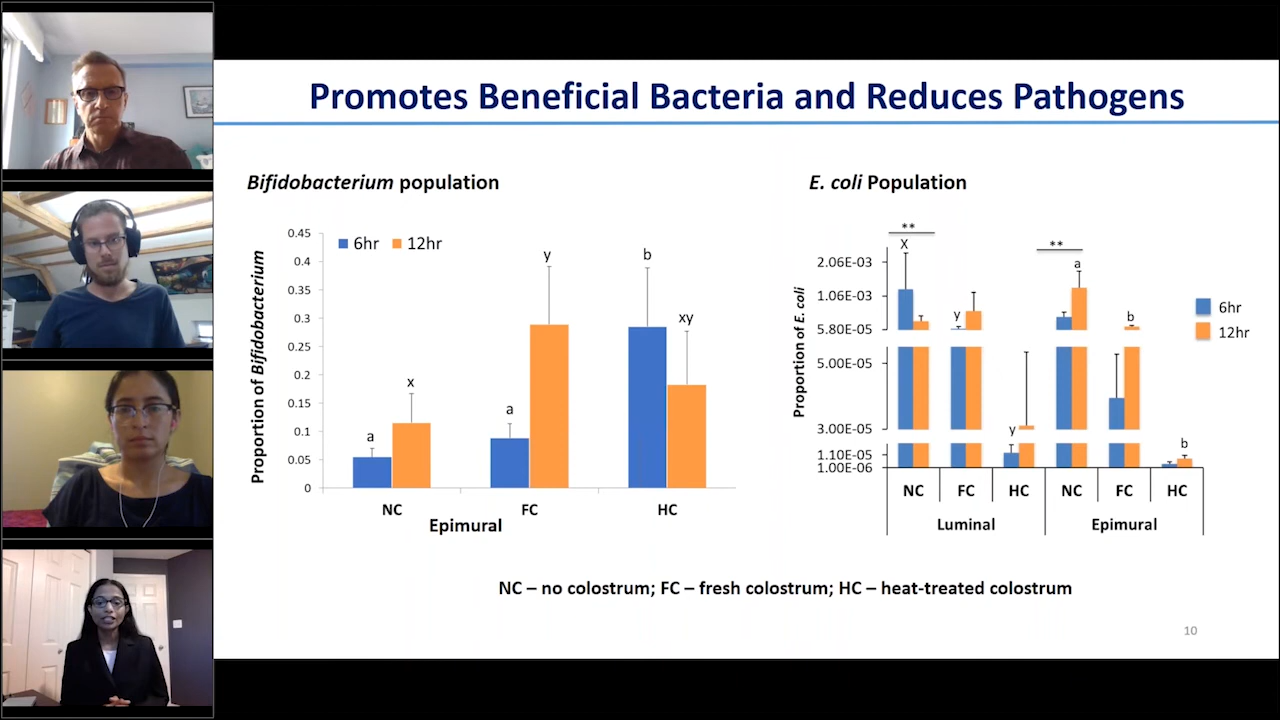 Promotes Beneficial Bacteria and Reduces Pathogens
Bifidobacterium population
Proportion of Bifidobacterium
0.45
0.4
0.35
0.3
0.25
0.2
0.15
0.1
0.05
0
6hr
12hr
a
x
a
y
b
xy
NC
FC
HC
Epimural
E. coli Population
Proportion of E. coli
2.06E-03
1.06E-03
5.80E-05
5.00E-05
3.00E-05
1.10E-05
1.00E-06
**
X
y
y
**
a
b
b
6hr
12hr
NC
FC
HC
NC
FC
HC
Luminal
Epimural
NC – no colostrum; FC – fresh colostrum; HC – heat-treated colostrum
10